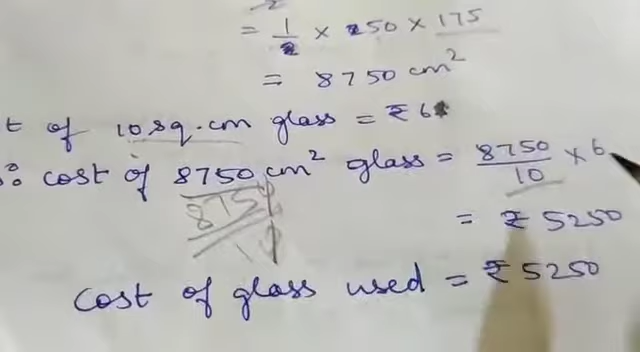 = 1/2 × 250 × 175
= 8750 cm²
t of 10 sq.cm glass = ₹ 6
∴ cost of 8750 cm² glass = 8750/10 × 6
= ₹ 5250
cost of glass used = ₹ 5250